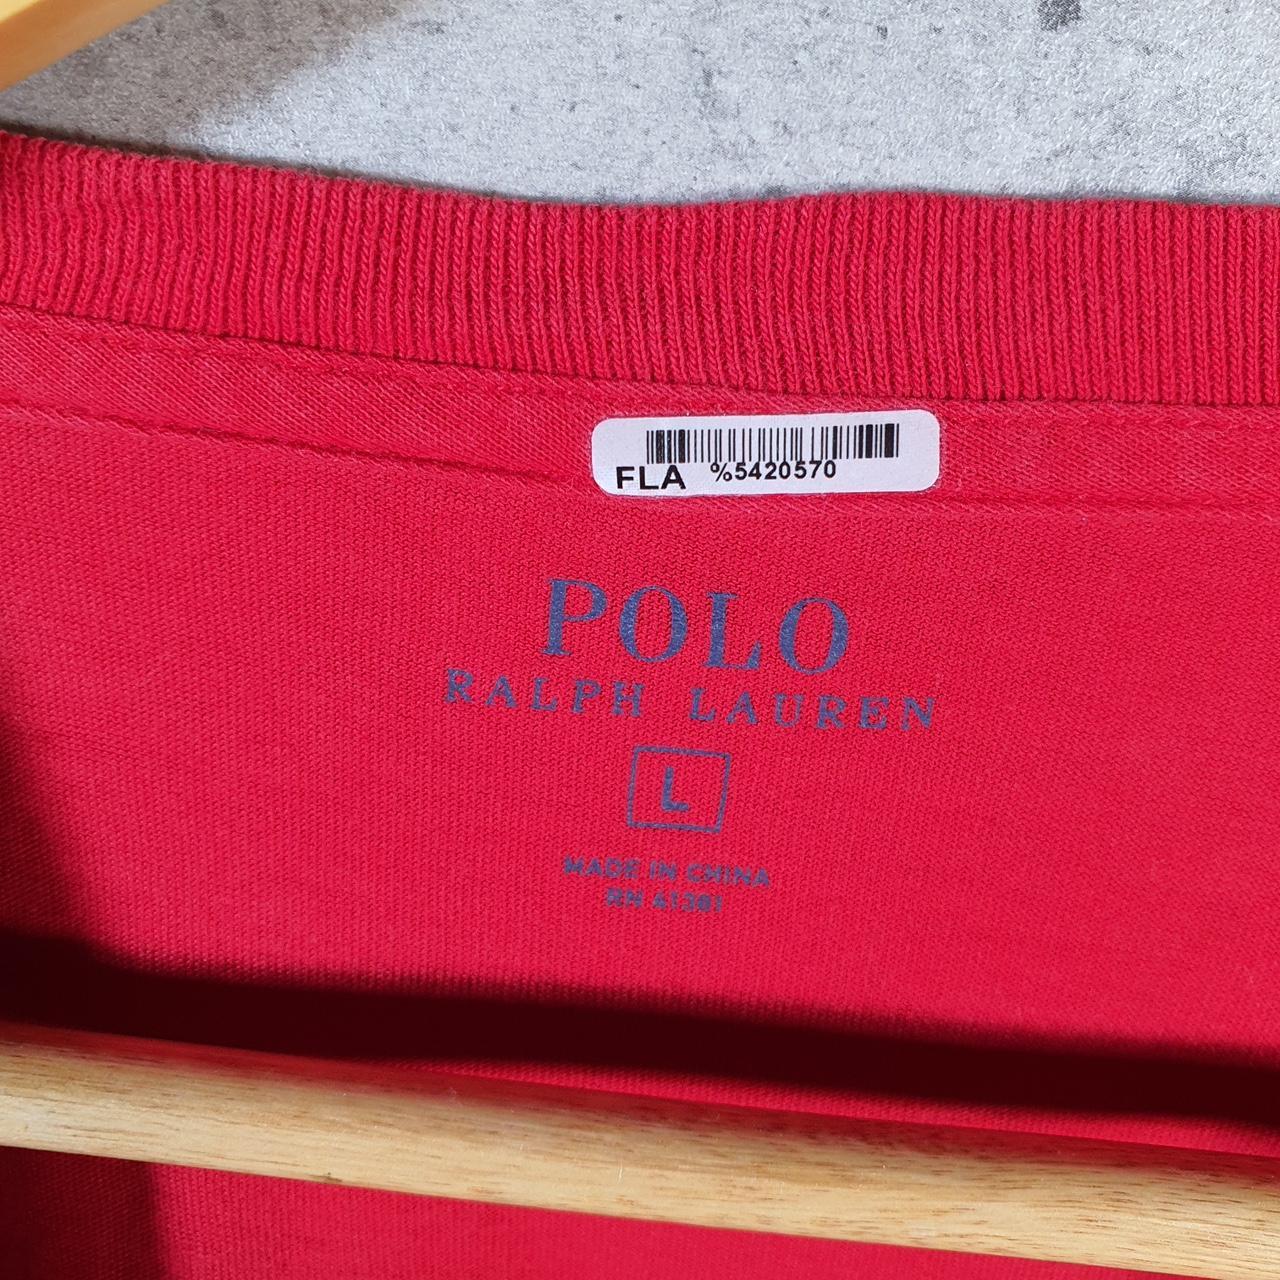 FLA %5420570
POLO
RALPH LAUREN
L
MADE IN CHINA
RN 41381